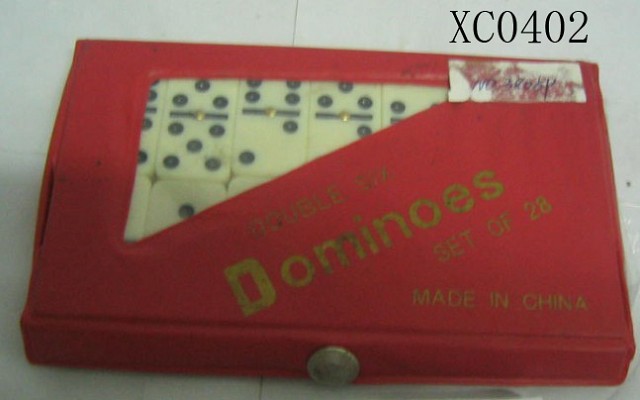 XC0402
DOUBLE SIX
Dominoes
SET OF 28
MADE IN CHINA